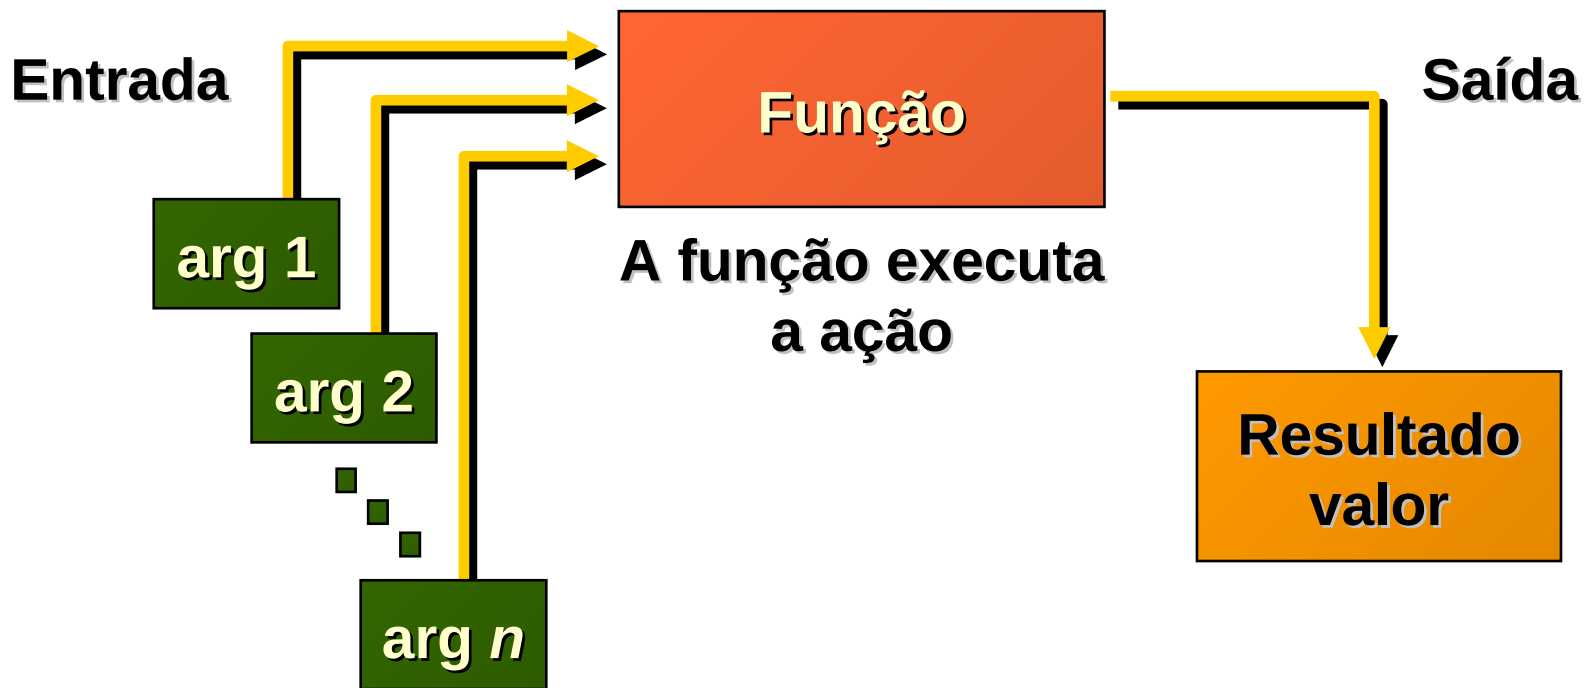 Entrada
Função
Saída
arg 1
A função executa
a ação
arg 2
Resultado
valor
arg n